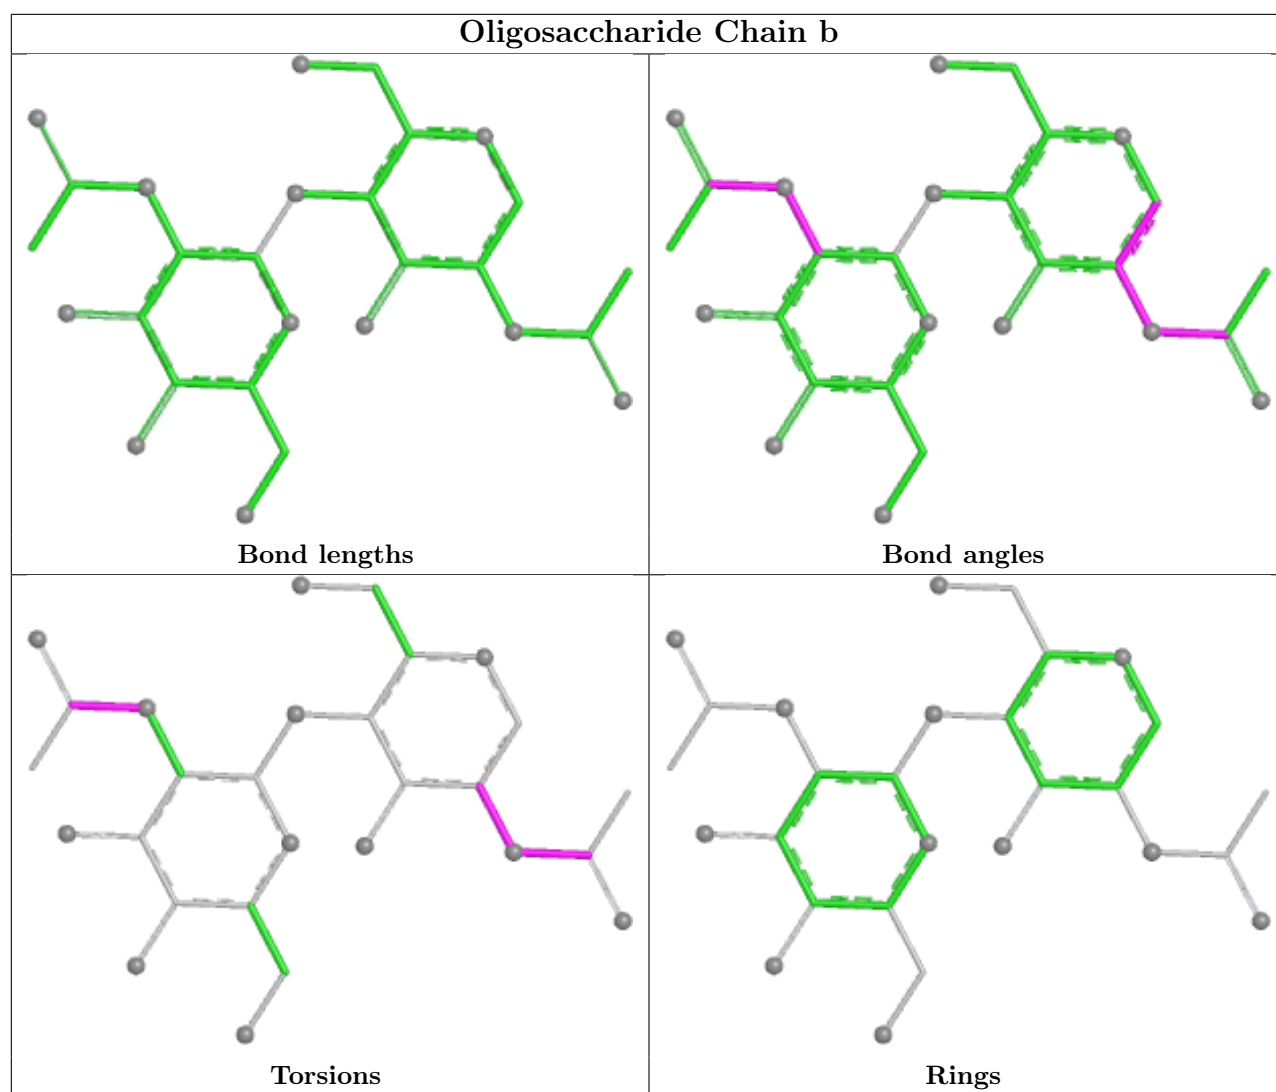 Oligosaccharide Chain b
Bond lengths
Bond angles
Torsions
Rings